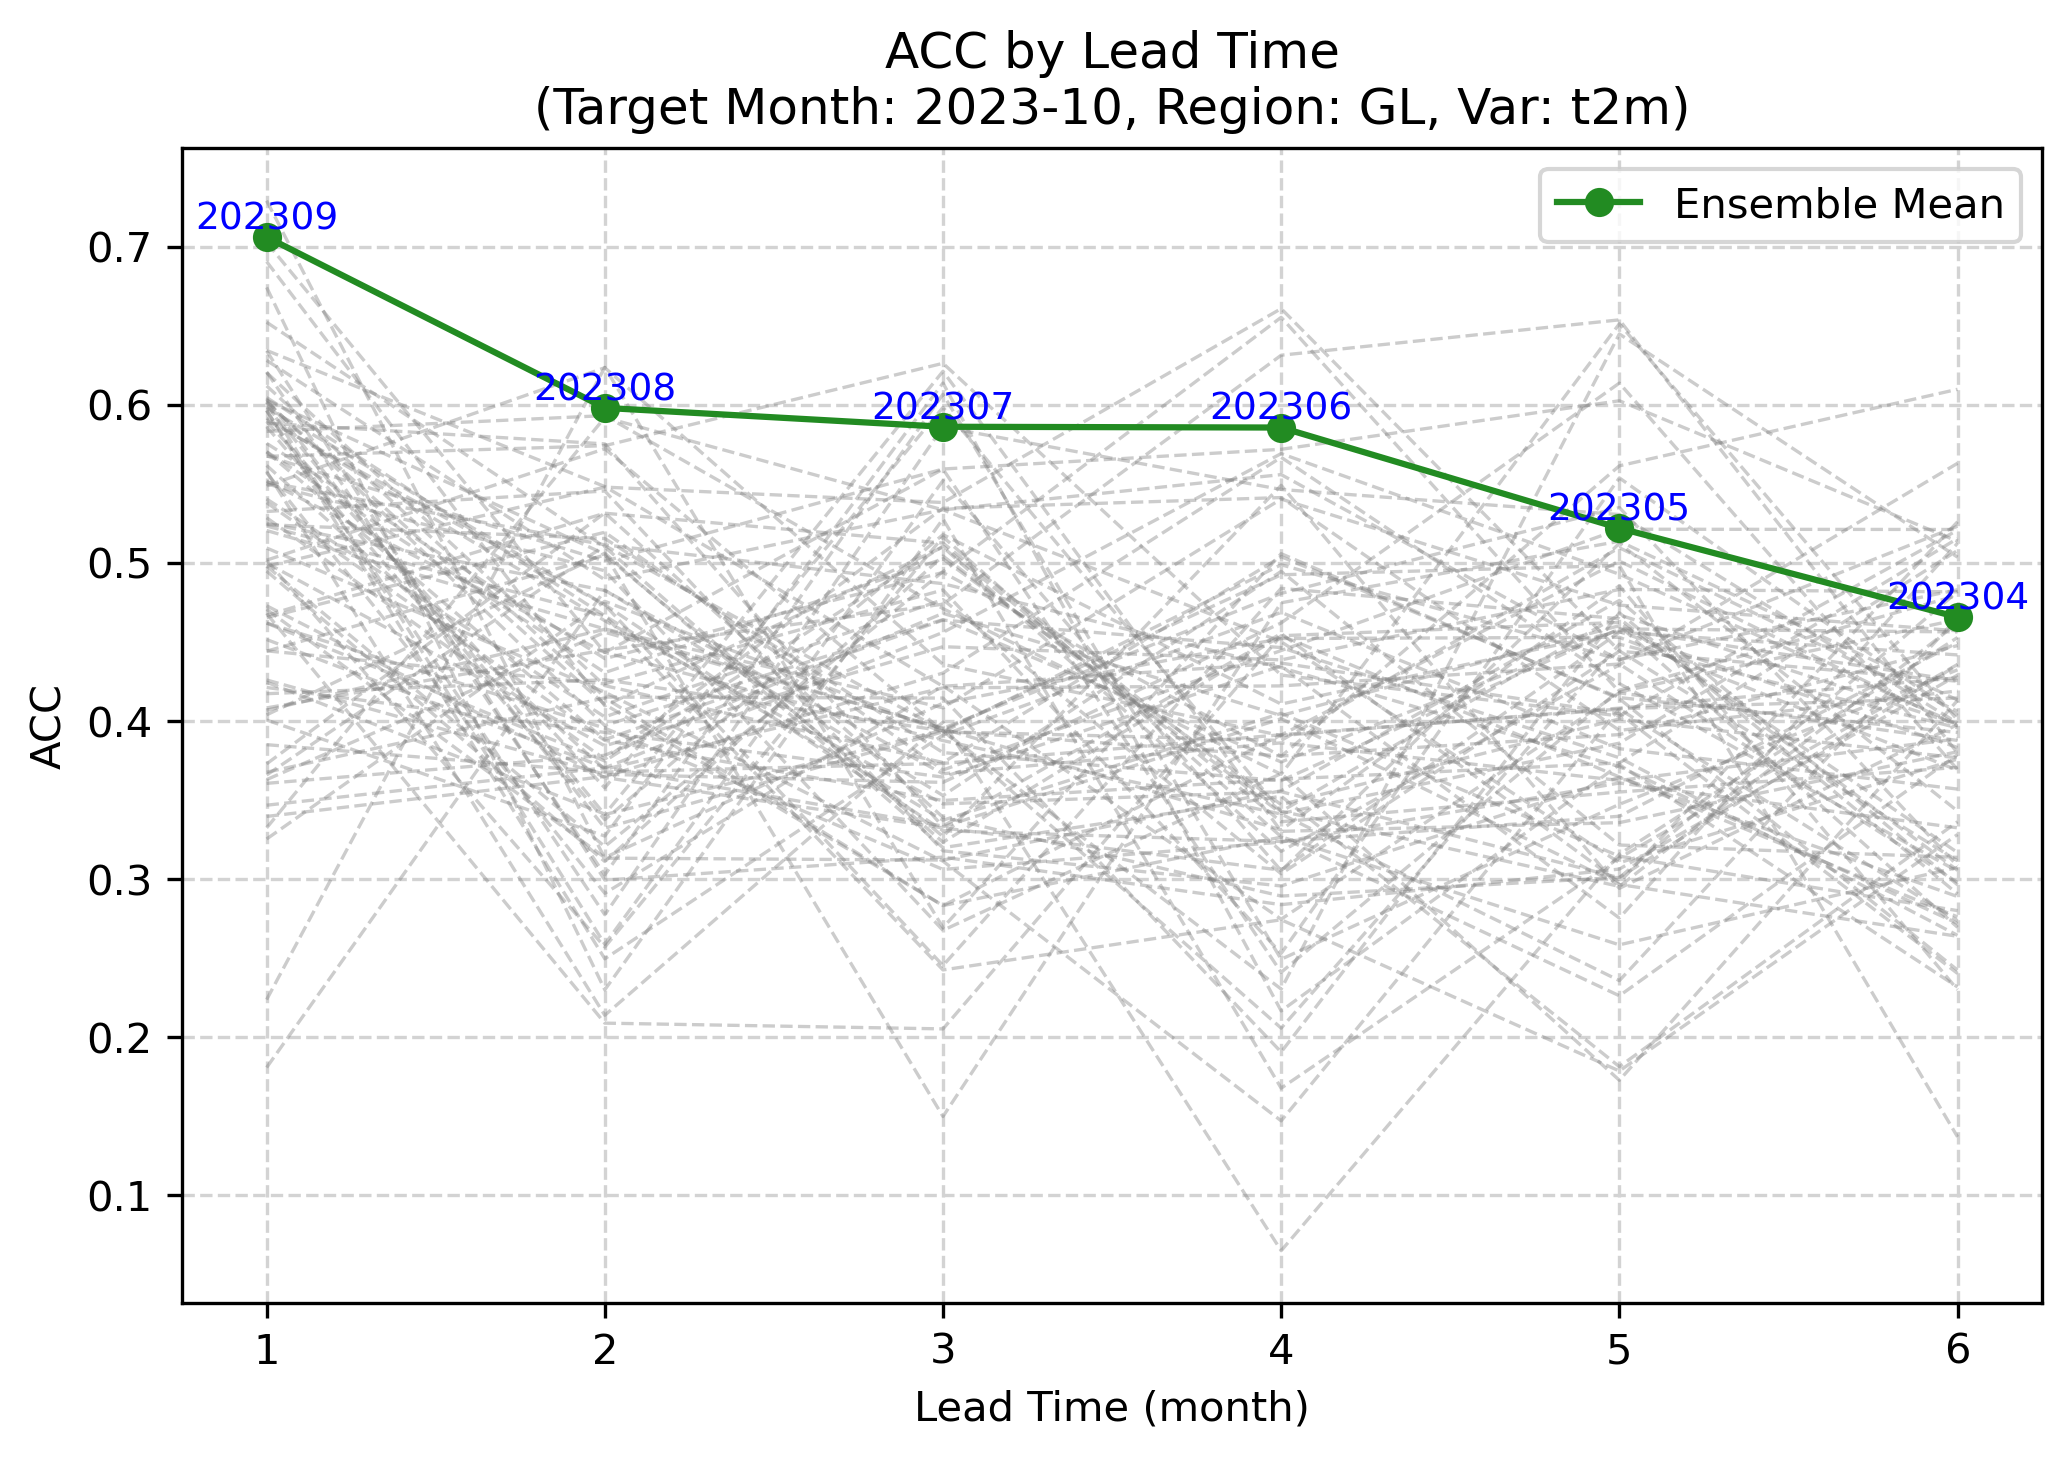 ACC by Lead Time
(Target Month: 2023-10, Region: GL, Var: t2m)
Ensemble Mean
202309
202308
202307
202306
202305
202304
ACC
0.7
0.6
0.5
0.4
0.3
0.2
0.1
1 2 3 4 5 6
Lead Time (month)